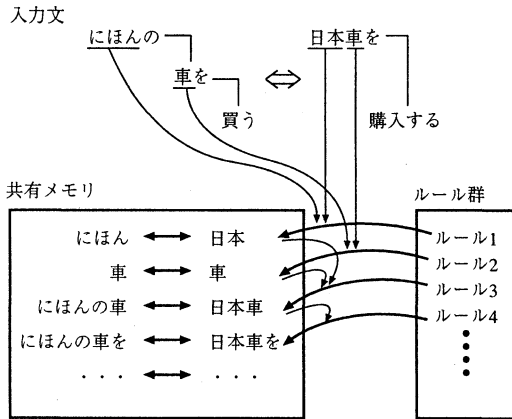 入力文
にほんの
日本車を
車を
買う
購入する
共有メモリ
ルール群
にほん 日本
ルール1
車 車
ルール2
にほんの車 日本車
ルール3
にほんの車を 日本車を
ルール4
・・・ ・・・